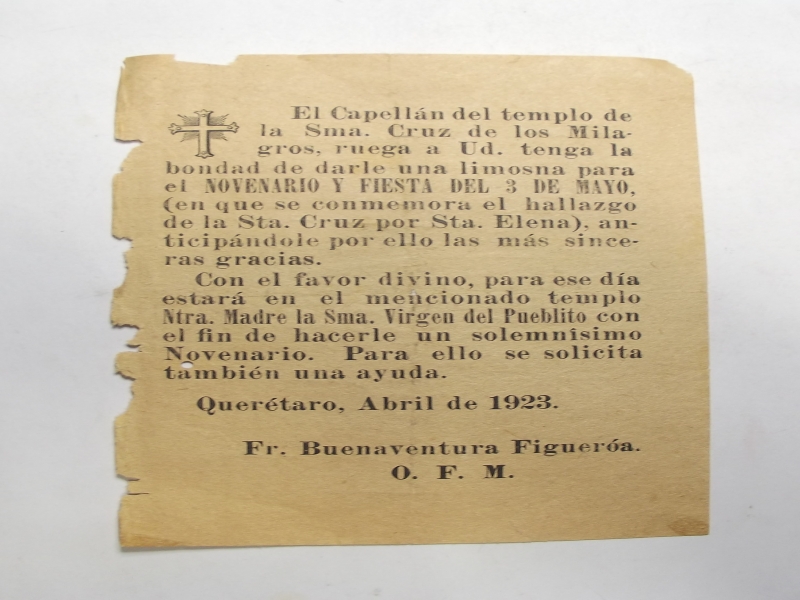 El Capellán del templo de
la Sma. Cruz de los Mila-
gros, ruega a Ud. tenga la
bondad de darle una limosna para
el NOVENARIO Y FIESTA DEL 3 DE MAYO,
(en que se conmemora el hallazgo
de la Sta. Cruz por Sta. Elena), an-
ticipándole por ello las más since-
ras gracias.
Con el favor divino, para ese día
estará en el mencionado templo
Ntra. Madre la Sma. Virgen del Pueblito con
el fin de hacerle un solemnísimo
Novenario. Para ello se solicita
también una ayuda.
Querétaro, Abril de 1923.
Fr. Buenaventura Figueróa.
O. F. M.